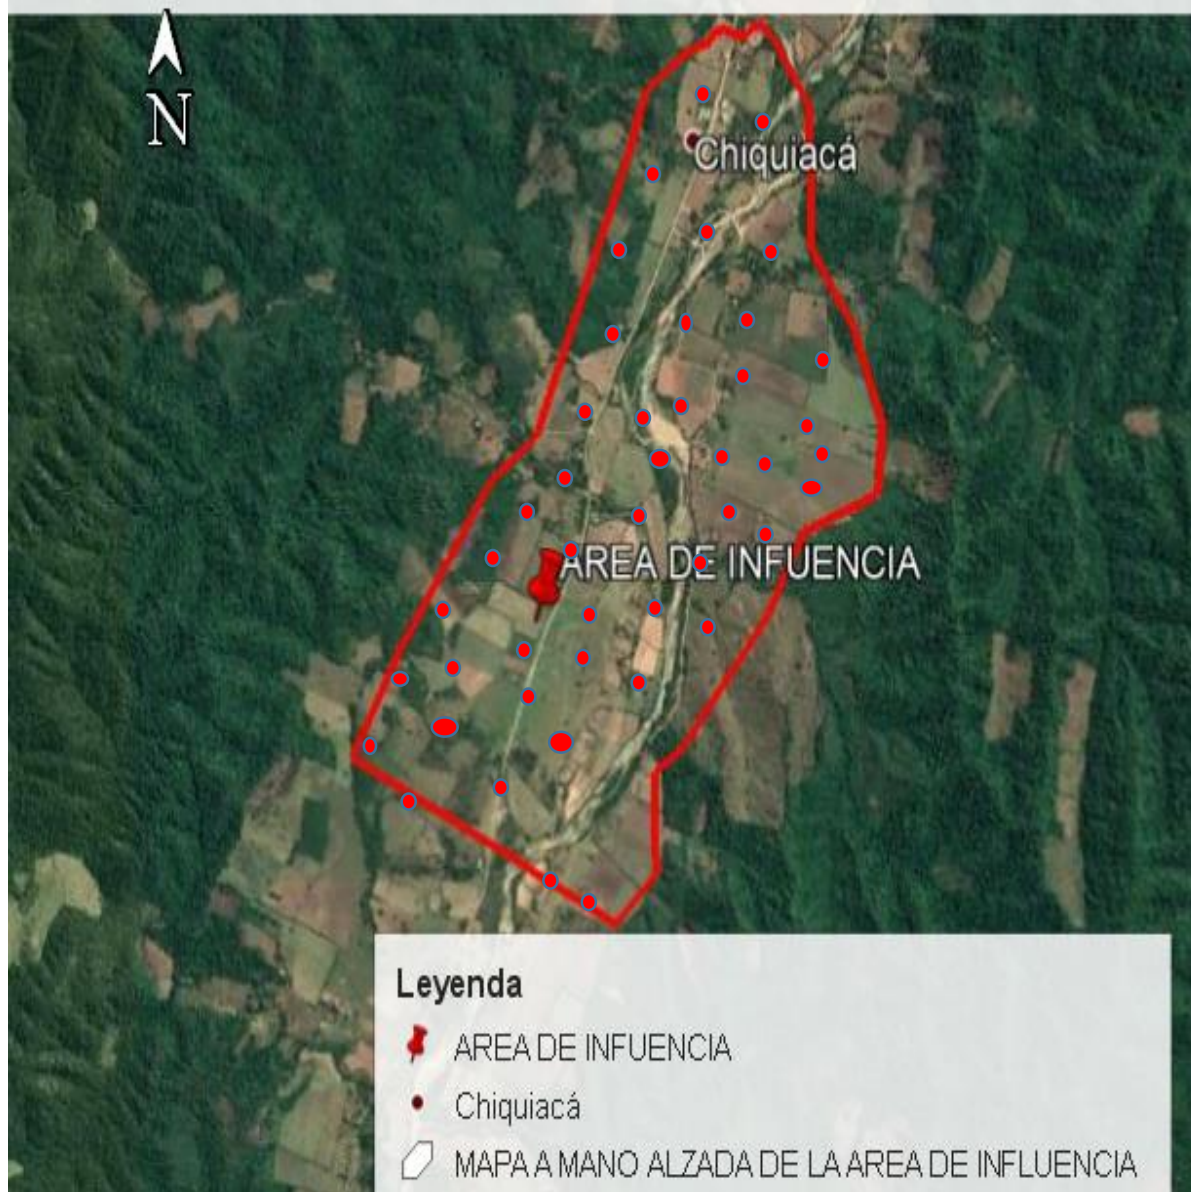 N
Chiquiacá
AREA DE INFUENCIA
Leyenda
AREA DE INFUENCIA
Chiquiacá
MAPA A MANO ALZADA DE LA AREA DE INFLUENCIA